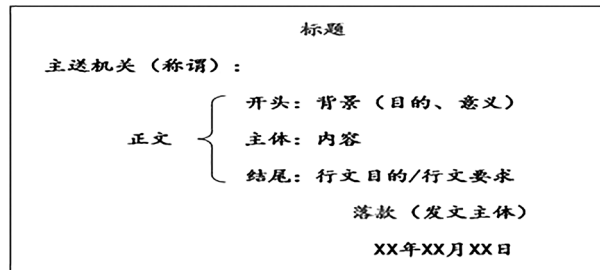 标题
主送机关（称谓）：
开头：背景（目的、意义）
正文 主体：内容
结尾：行文目的/行文要求
落款（发文主体）
XX年XX月XX日